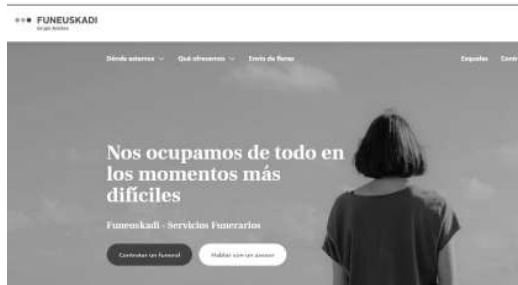 FUNEUSKADI
Dónde estamos Qué ofrecemos Envío de flores Esquelas
Nos ocupamos de todo en
los momentos más
difíciles
Funeuskadi - Servicios Funerarios
Contratar un funeral Hablar con un asesor